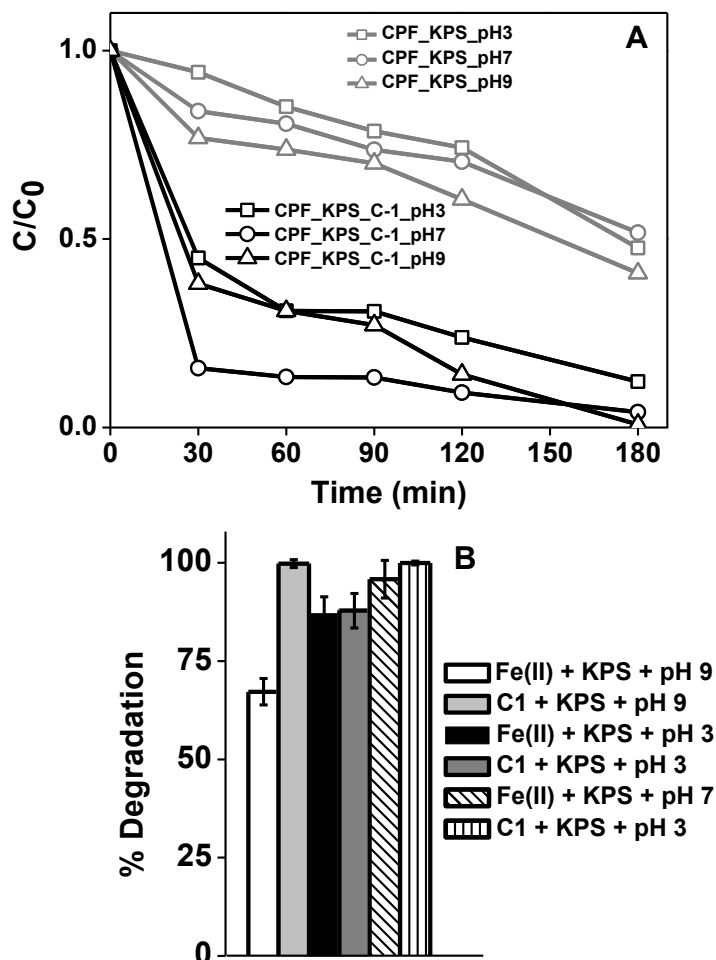 A
CPF_KPS_pH3
CPF_KPS_pH7
CPF_KPS_pH9
CPF_KPS_C-1_pH3
CPF_KPS_C-1_pH7
CPF_KPS_C-1_pH9
C/C0
1.0
0.5
0.0
0 30 60 90 120 150 180
Time (min)
B
% Degradation
100
75
50
25
0
Fe(II) + KPS + pH 9
C1 + KPS + pH 9
Fe(II) + KPS + pH 3
C1 + KPS + pH 3
Fe(II) + KPS + pH 7
C1 + KPS + pH 3